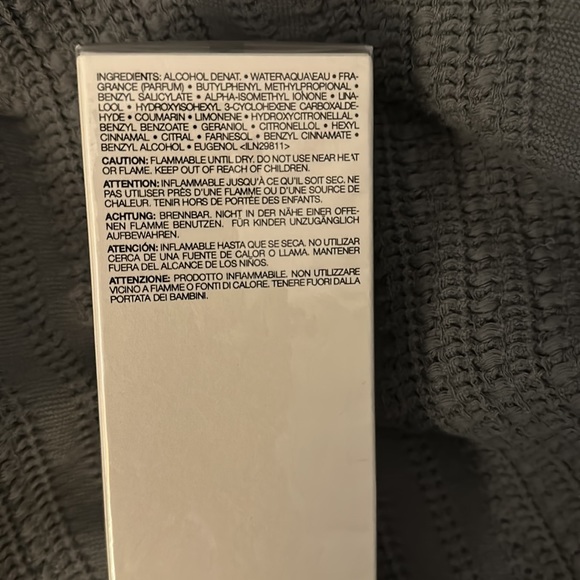 INGREDIENTS: ALCOHOL DENAT. • WATER\AQUA\EAU • FRA-
GRANCE (PARFUM) • BUTYLPHENYL METHYLPROPIONAL •
BENZYL SALICYLATE • ALPHA-ISOMETHYL IONONE • LINA-
LOOL • HYDROXYISOHEXYL 3-CYCLOHEXENE CARBOXALDE-
HYDE • COUMARIN • LIMONENE • HYDROXYCITRONELLAL •
BENZYL BENZOATE • GERANIOL • CITRONELLOL • HEXYL
CINNAMAL • CITRAL • FARNESOL • BENZYL CINNAMATE •
BENZYL ALCOHOL • EUGENOL <ILN29811>
CAUTION: FLAMMABLE UNTIL DRY. DO NOT USE NEAR HEAT
OR FLAME. KEEP OUT OF REACH OF CHILDREN.
ATTENTION: INFLAMMABLE JUSQU'À CE QU'IL SOIT SEC. NE
PAS UTILISER PRÈS D'UNE FLAMME OU D'UNE SOURCE DE
CHALEUR. TENIR HORS DE PORTÉE DES ENFANTS.
ACHTUNG: BRENNBAR. NICHT IN DER NÄHE EINER OFFE-
NEN FLAMME BENUTZEN. FÜR KINDER UNZUGÄNGLICH
AUFBEWAHREN.
ATENCIÓN: INFLAMABLE HASTA QUE SE SECA. NO UTILIZAR
CERCA DE UNA FUENTE DE CALOR O LLAMA. MANTENER
FUERA DEL ALCANCE DE LOS NIÑOS.
ATTENZIONE: PRODOTTO INFIAMMABILE. NON UTILIZZARE
VICINO A FIAMME O FONTI DI CALORE. TENERE FUORI DALLA
PORTATA DEI BAMBINI.